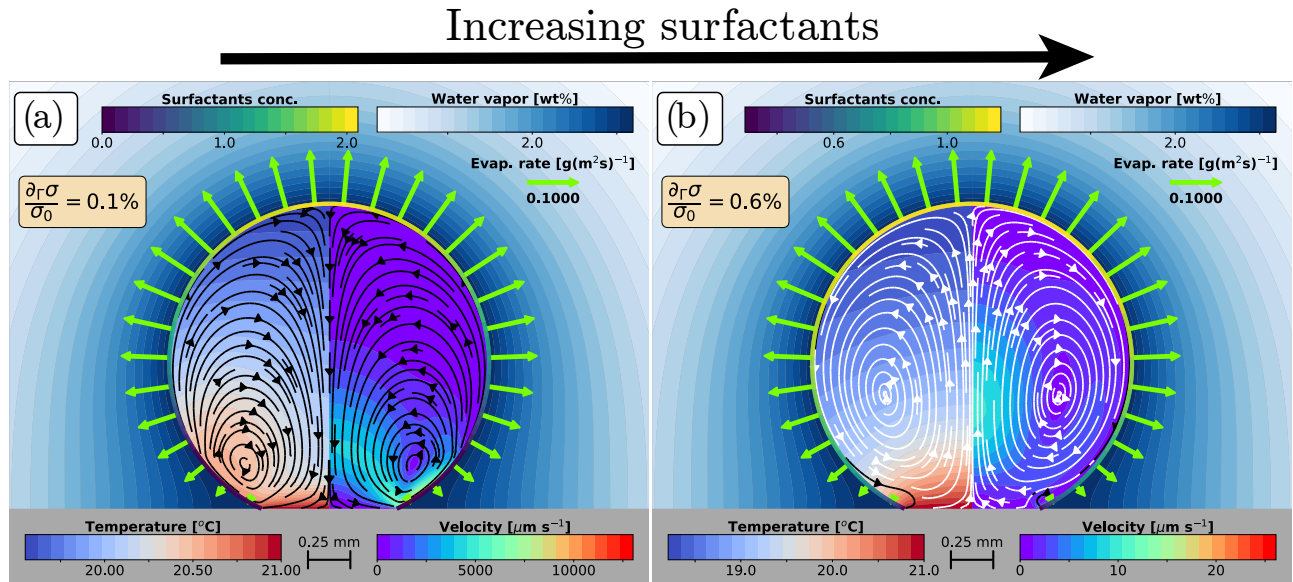 Increasing surfactants
(a)
Surfactants conc.
0.0 1.0 2.0
Water vapor [wt%]
2.0
Evap. rate [g(m²s)⁻¹]
0.1000
∂_Γσ/σ₀ = 0.1%
Temperature [°C]
20.00 20.50 21.00
0.25 mm
Velocity [μm s⁻¹]
0 5000 10000
(b)
Surfactants conc.
0.6 1.0
Water vapor [wt%]
2.0
Evap. rate [g(m²s)⁻¹]
0.1000
∂_Γσ/σ₀ = 0.6%
Temperature [°C]
19.0 20.0 21.0
0.25 mm
Velocity [μm s⁻¹]
0 10 20